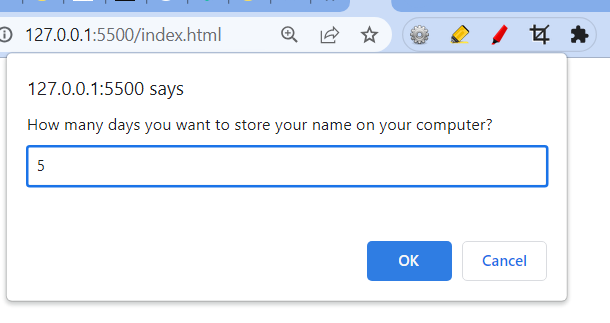 127.0.0.1:5500/index.html
127.0.0.1:5500 says
How many days you want to store your name on your computer?
5
OK
Cancel